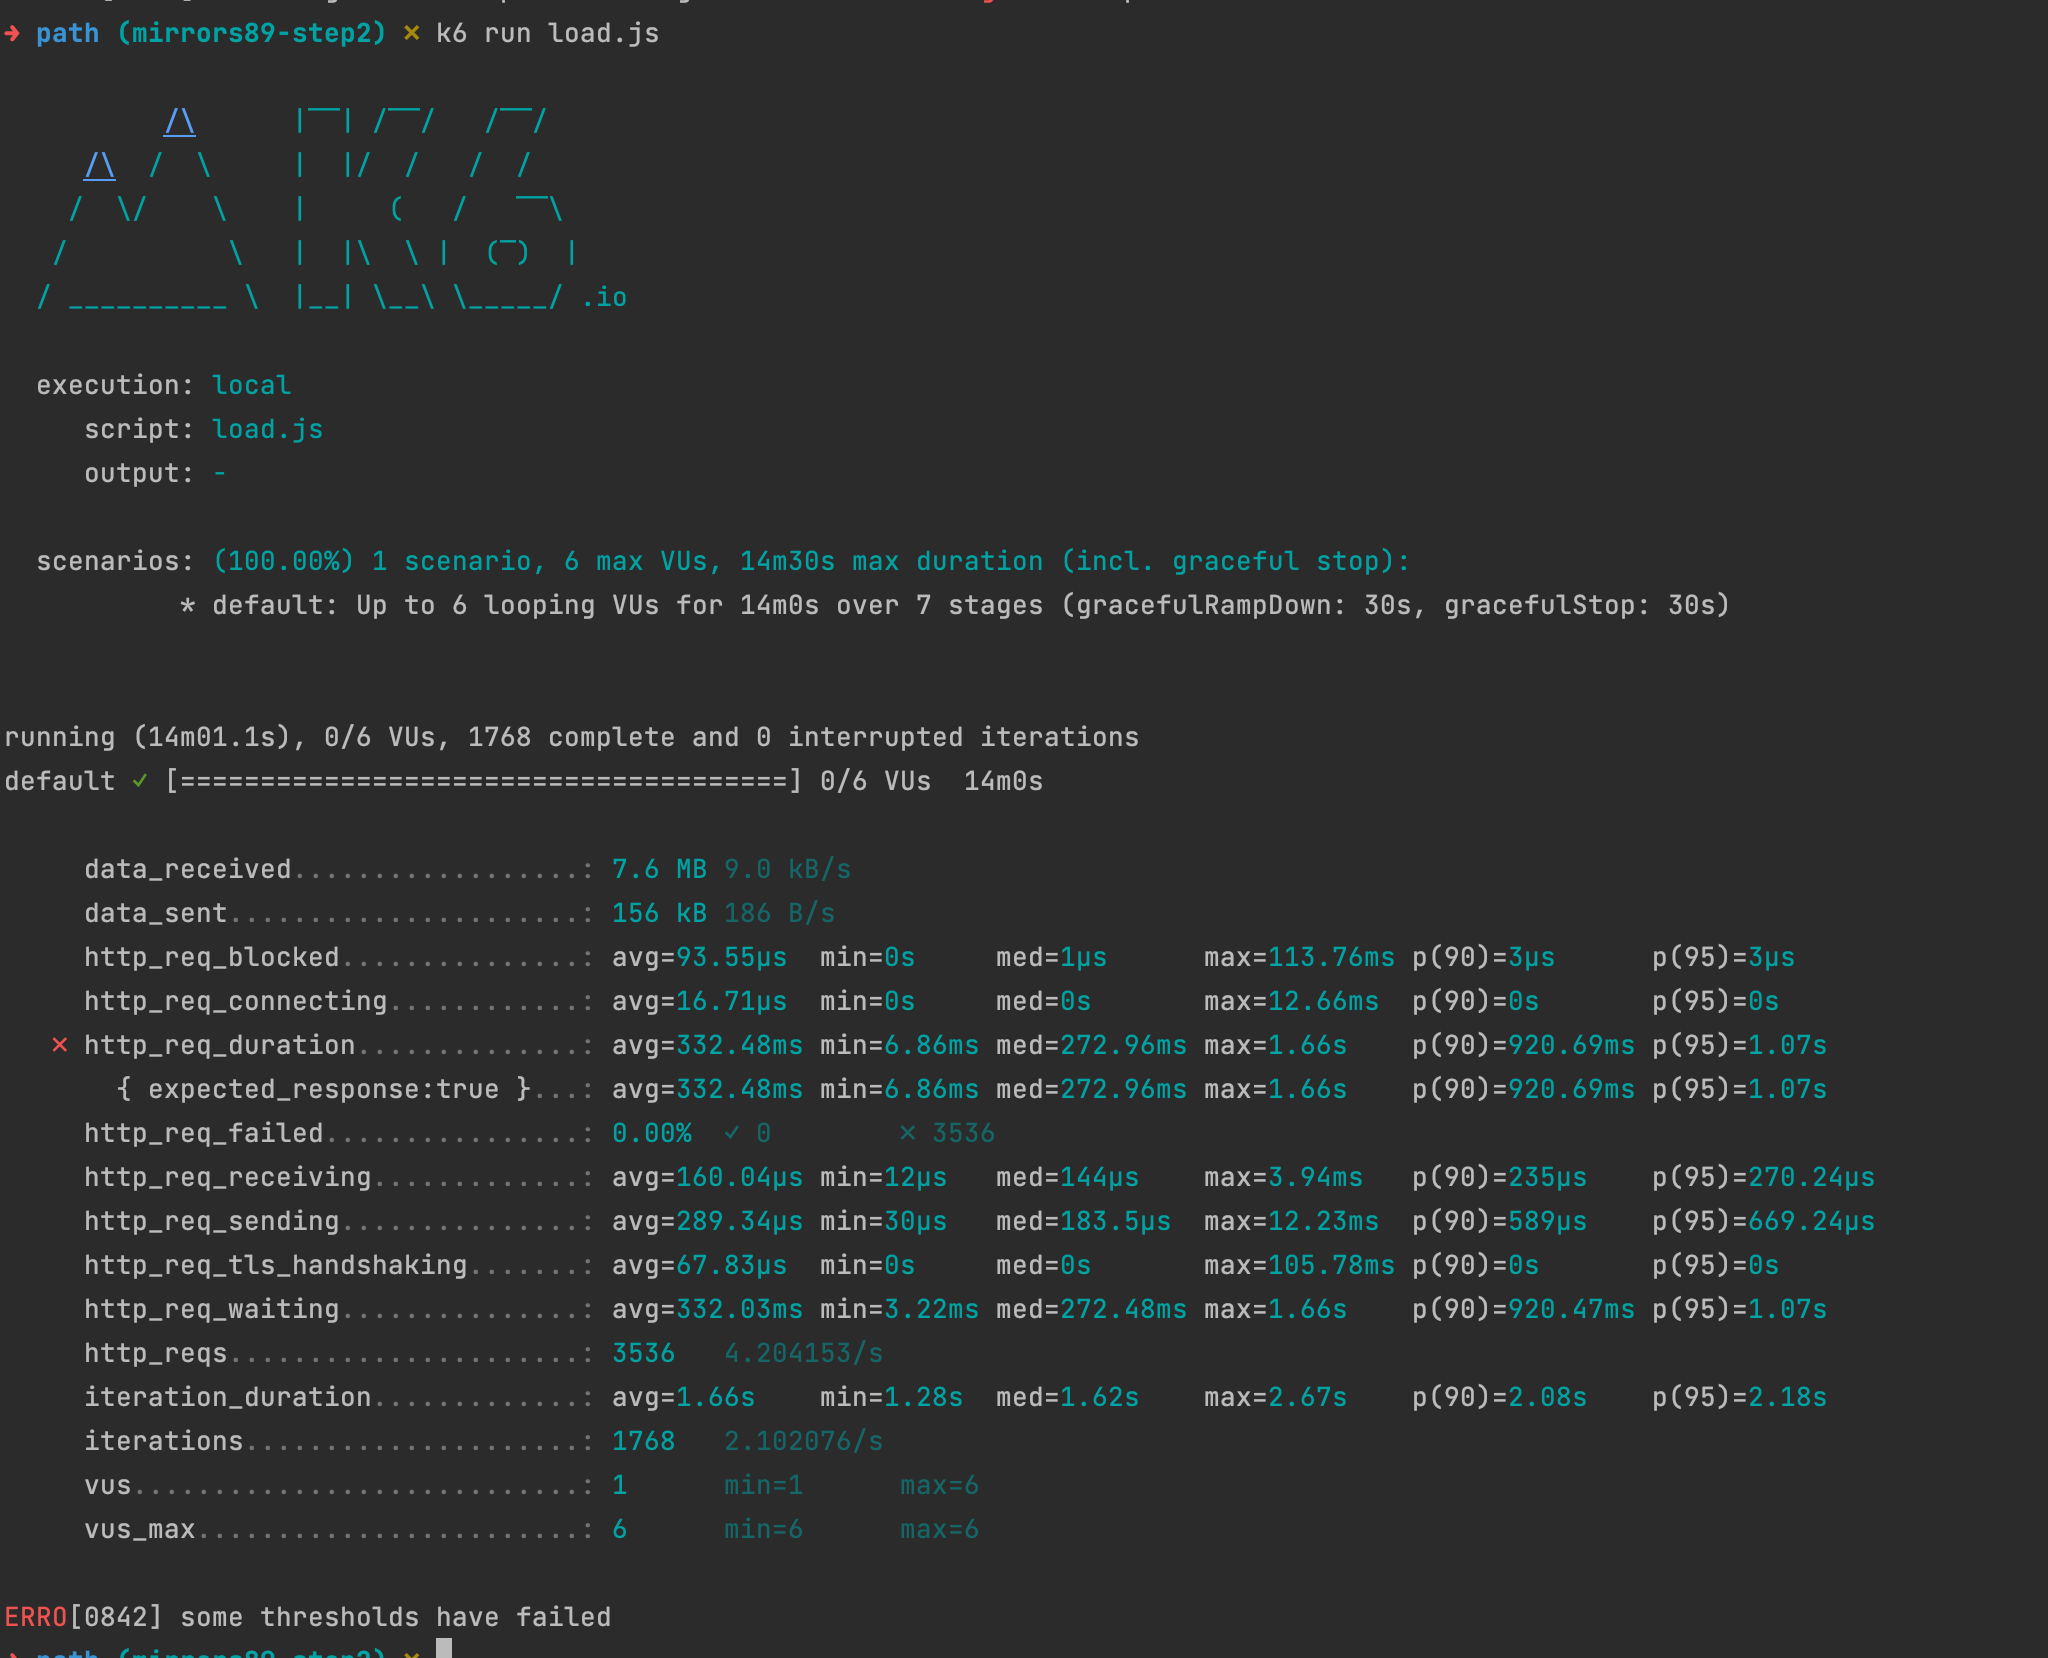 ➜ path (mirrors89-step2) ✗ k6 run load.js
         /\      |‾‾| /‾‾/   /‾‾/
    /\  /  \     |  |/  /   /  /
   /  \/    \    |     (   /   ‾‾\
  /          \   |  |\  \ |  (‾)  |
 / __________ \  |__| \__\ \_____/ .io
execution: local
script: load.js
output: -
scenarios: (100.00%) 1 scenario, 6 max VUs, 14m30s max duration (incl. graceful stop):
* default: Up to 6 looping VUs for 14m0s over 7 stages (gracefulRampDown: 30s, gracefulStop: 30s)
running (14m01.1s), 0/6 VUs, 1768 complete and 0 interrupted iterations
default ✓ [======================================] 0/6 VUs  14m0s
data_received..................: 7.6 MB 9.0 kB/s
data_sent......................: 156 kB 186 B/s
http_req_blocked...............: avg=93.55µs  min=0s     med=1µs      max=113.76ms p(90)=3µs      p(95)=3µs
http_req_connecting............: avg=16.71µs  min=0s     med=0s       max=12.66ms  p(90)=0s       p(95)=0s
✗ http_req_duration..............: avg=332.48ms min=6.86ms med=272.96ms max=1.66s    p(90)=920.69ms p(95)=1.07s
{ expected_response:true }...: avg=332.48ms min=6.86ms med=272.96ms max=1.66s    p(90)=920.69ms p(95)=1.07s
http_req_failed................: 0.00%  ✓ 0        ✗ 3536
http_req_receiving.............: avg=160.04µs min=12µs   med=144µs    max=3.94ms   p(90)=235µs    p(95)=270.24µs
http_req_sending...............: avg=289.34µs min=30µs   med=183.5µs  max=12.23ms  p(90)=589µs    p(95)=669.24µs
http_req_tls_handshaking.......: avg=67.83µs  min=0s     med=0s       max=105.78ms p(90)=0s       p(95)=0s
http_req_waiting...............: avg=332.03ms min=3.22ms med=272.48ms max=1.66s    p(90)=920.47ms p(95)=1.07s
http_reqs......................: 3536   4.204153/s
iteration_duration.............: avg=1.66s    min=1.28s  med=1.62s    max=2.67s    p(90)=2.08s    p(95)=2.18s
iterations.....................: 1768   2.102076/s
vus............................: 1      min=1      max=6
vus_max........................: 6      min=6      max=6
ERRO[0842] some thresholds have failed
➜ path (mirrors89-step2) ✗